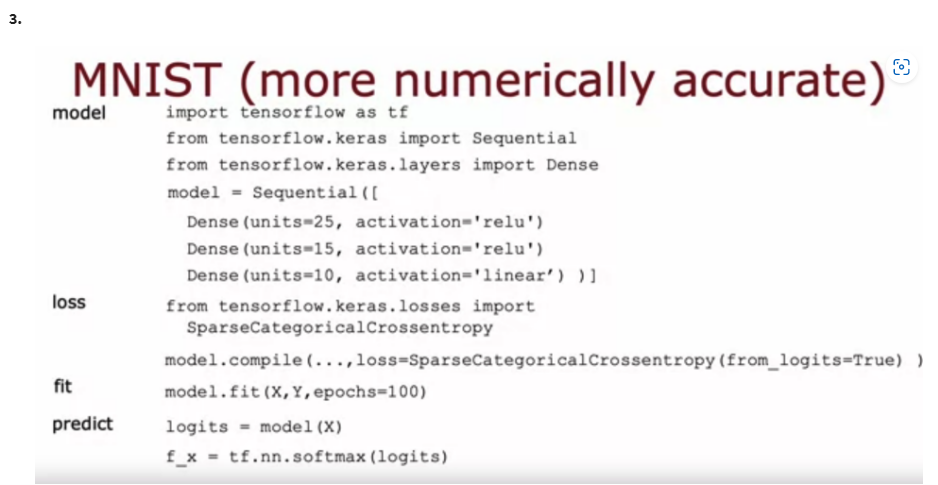 3.
MNIST (more numerically accurate)
model import tensorflow as tf
from tensorflow.keras import Sequential
from tensorflow.keras.layers import Dense
model = Sequential([
Dense(units=25, activation='relu')
Dense(units=15, activation='relu')
Dense(units=10, activation='linear') )]
loss from tensorflow.keras.losses import
SparseCategoricalCrossentropy
model.compile(...,loss=SparseCategoricalCrossentropy(from_logits=True) )
fit model.fit(X,Y,epochs=100)
predict logits = model(X)
f_x = tf.nn.softmax(logits)